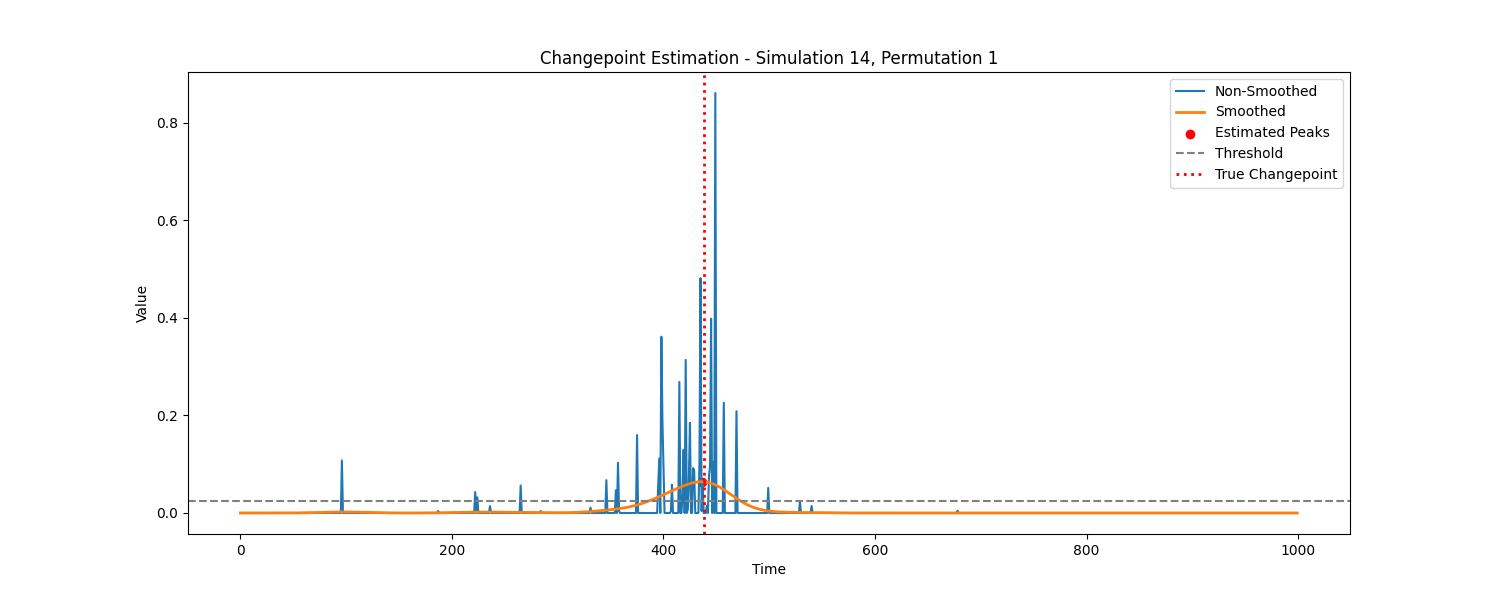 Changepoint Estimation - Simulation 14, Permutation 1
Non-Smoothed
Smoothed
Estimated Peaks
Threshold
True Changepoint
0.8
0.6
0.4
0.2
0.0
Value
0 200 400 600 800 1000
Time